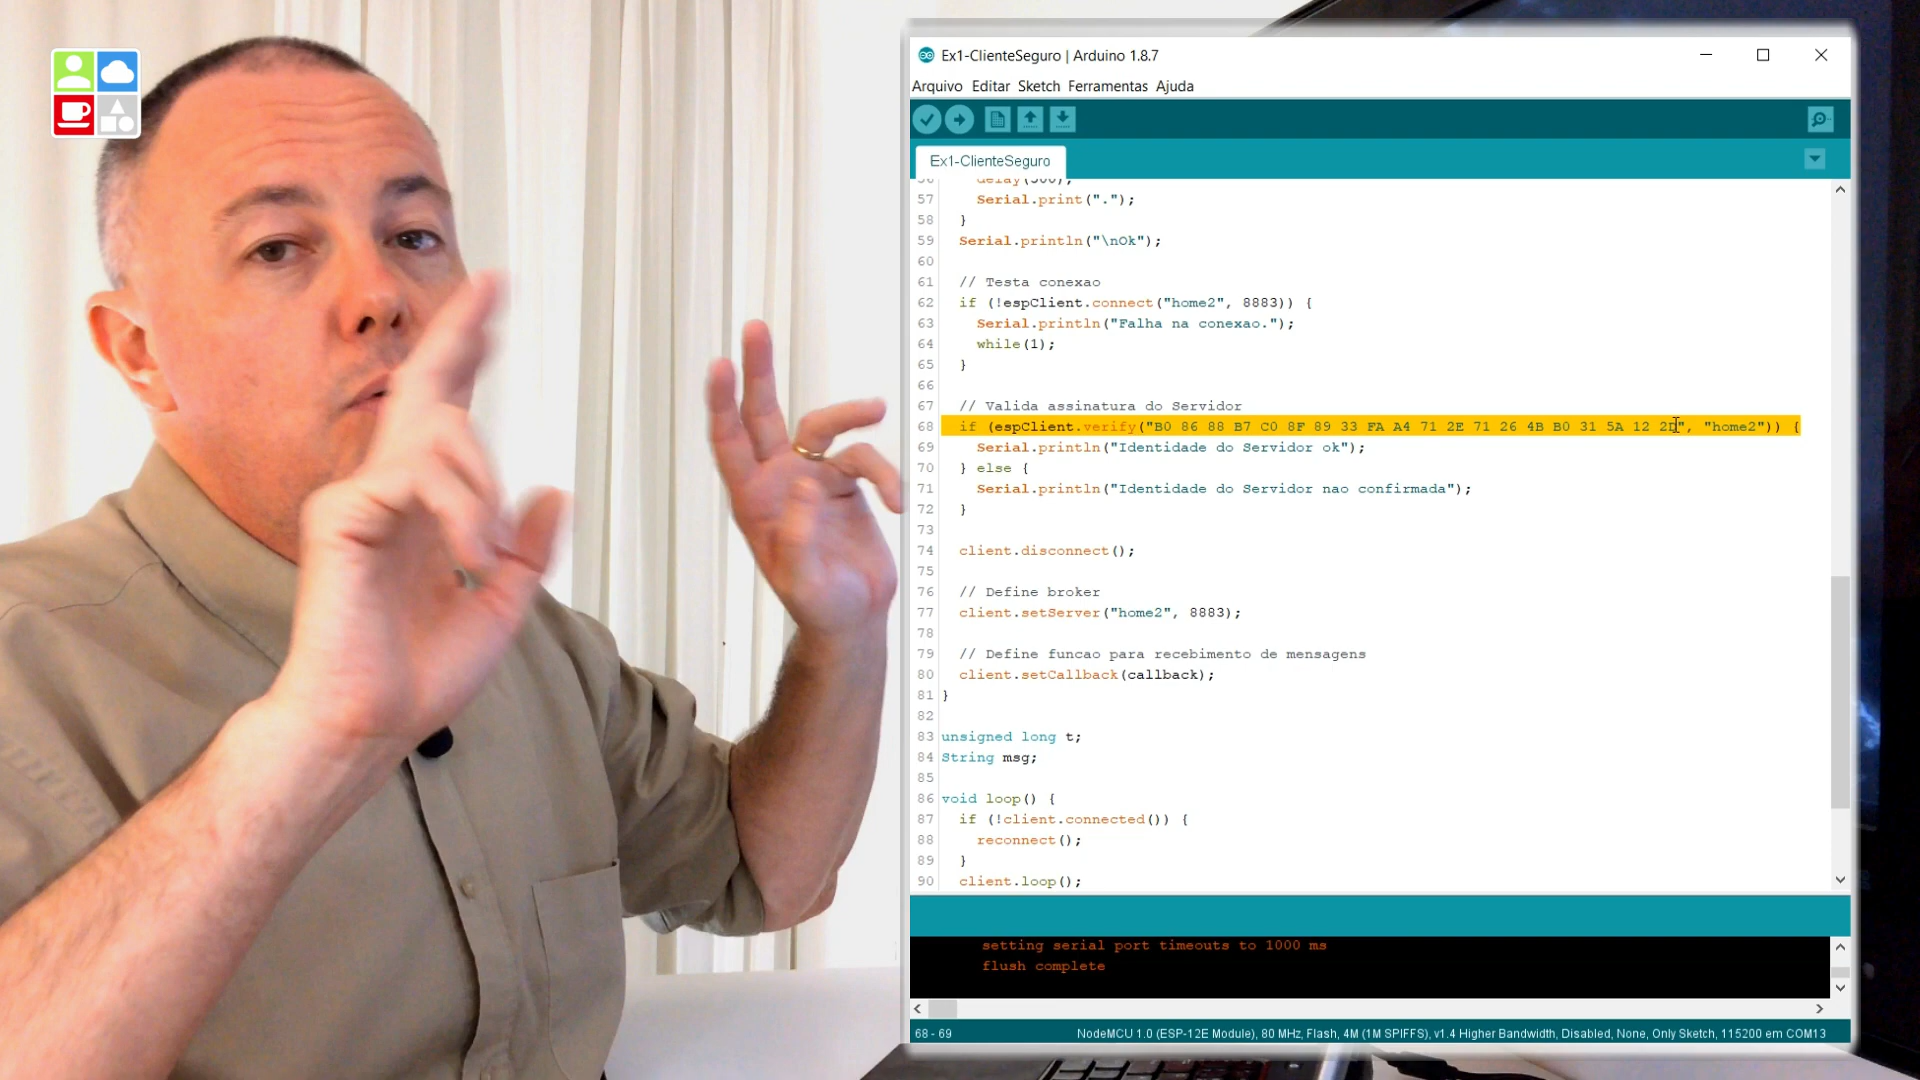 Ex1-ClienteSeguro | Arduino 1.8.7
Arquivo Editar Sketch Ferramentas Ajuda
Ex1-ClienteSeguro
56 delay(500);
57 Serial.print(".");
58 }
59 Serial.println("\nOk");
60
61 // Testa conexao
62 if (!espClient.connect("home2", 8883)) {
63 Serial.println("Falha na conexao.");
64 while(1);
65 }
66
67 // Valida assinatura do Servidor
68 if (espClient.verify("B0 86 88 B7 C0 8F 89 33 FA A4 71 2E 71 26 4B B0 31 5A 12 2D", "home2")) {
69 Serial.println("Identidade do Servidor ok");
70 } else {
71 Serial.println("Identidade do Servidor nao confirmada");
72 }
73
74 client.disconnect();
75
76 // Define broker
77 client.setServer("home2", 8883);
78
79 // Define funcao para recebimento de mensagens
80 client.setCallback(callback);
81 }
82
83 unsigned long t;
84 String msg;
85
86 void loop() {
87 if (!client.connected()) {
88 reconnect();
89 }
90 client.loop();
setting serial port timeouts to 1000 ms
flush complete
68 - 69
NodeMCU 1.0 (ESP-12E Module), 80 MHz, Flash, 4M (1M SPIFFS), v1.4 Higher Bandwidth, Disabled, None, Only Sketch, 115200 em COM13